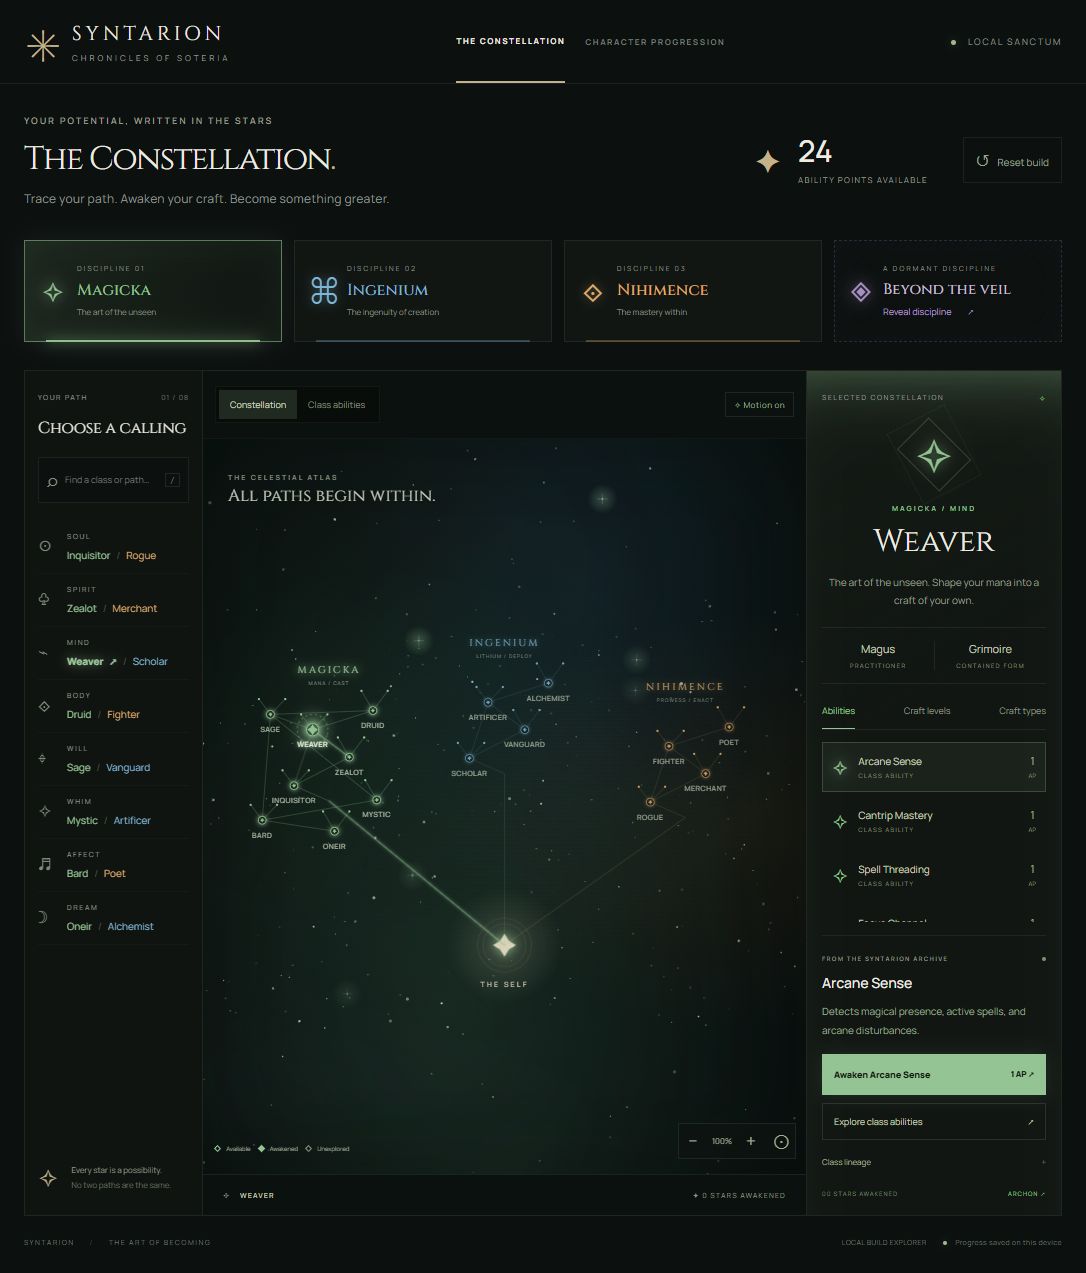 SYNTARION
CHRONICLES OF SOTERIA
THE CONSTELLATION
CHARACTER PROGRESSION
LOCAL SANCTUM
YOUR POTENTIAL, WRITTEN IN THE STARS
THE CONSTELLATION.
Trace your path. Awaken your craft. Become something greater.
24
ABILITY POINTS AVAILABLE
Reset build
DISCIPLINE 01
MAGICKA
The art of the unseen
DISCIPLINE 02
INGENIUM
The ingenuity of creation
DISCIPLINE 03
NIHIMENCE
The mastery within
A DORMANT DISCIPLINE
BEYOND THE VEIL
Reveal discipline ↗
YOUR PATH 01 / 08
CHOOSE A CALLING
Find a class or path... /
SOUL
Inquisitor / Rogue
SPIRIT
Zealot / Merchant
MIND
Weaver ↗ / Scholar
BODY
Druid / Fighter
WILL
Sage / Vanguard
WHIM
Mystic / Artificer
AFFECT
Bard / Poet
DREAM
Oneir / Alchemist
Every star is a possibility.
No two paths are the same.
Constellation Class abilities
Motion on
THE CELESTIAL ATLAS
ALL PATHS BEGIN WITHIN.
MAGICKA
MANA / CAST
INGENIUM
LITHIUM / DEPLOY
NIHIMENCE
PROWESS / ENACT
SAGE
WEAVER
DRUID
ZEALOT
INQUISITOR
MYSTIC
BARD
ONEIR
ALCHEMIST
ARTIFICER
VANGUARD
SCHOLAR
POET
FIGHTER
MERCHANT
ROGUE
THE SELF
Available Awakened Unexplored
− 100% +
WEAVER
0 STARS AWAKENED
SELECTED CONSTELLATION
MAGICKA / MIND
WEAVER
The art of the unseen. Shape your mana into a
craft of your own.
Magus
PRACTITIONER
Grimoire
CONTAINED FORM
Abilities Craft levels Craft types
Arcane Sense 1
CLASS ABILITY AP
Cantrip Mastery 1
CLASS ABILITY AP
Spell Threading 1
CLASS ABILITY AP
FROM THE SYNTARION ARCHIVE
Arcane Sense
Detects magical presence, active spells, and
arcane disturbances.
Awaken Arcane Sense 1 AP ↗
Explore class abilities ↗
Class lineage +
00 STARS AWAKENED ARCHON ↗
SYNTARION / THE ART OF BECOMING
LOCAL BUILD EXPLORER Progress saved on this device